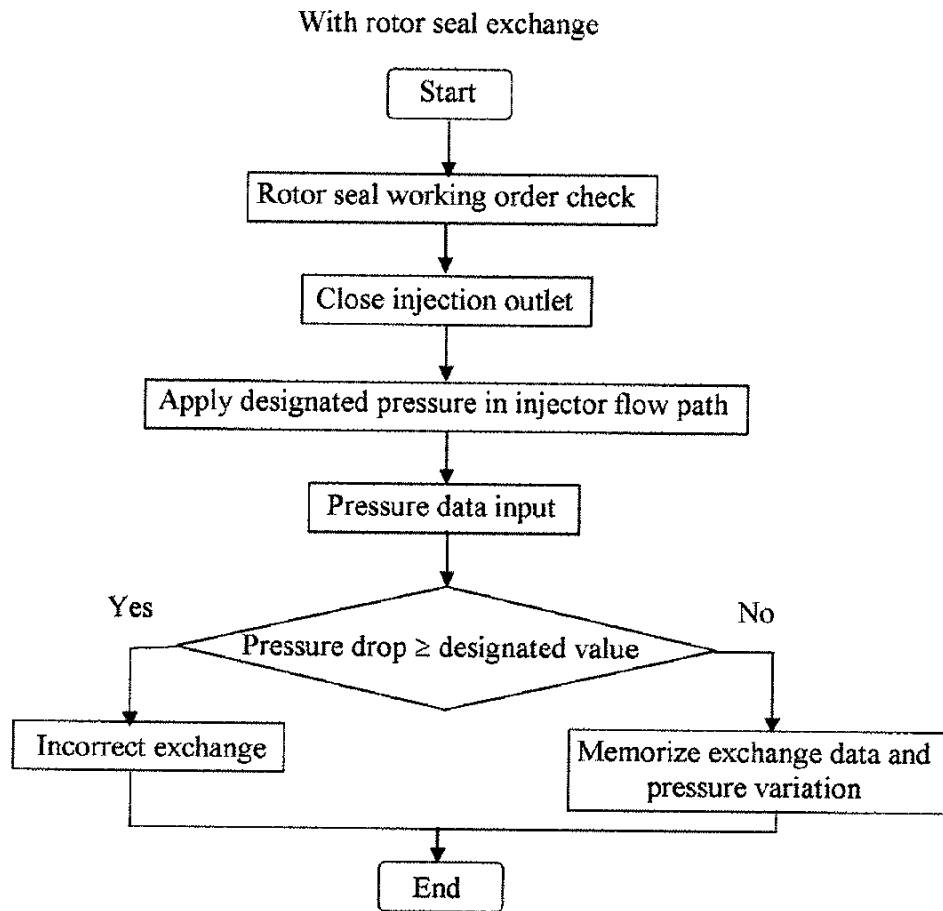 With rotor seal exchange
Start
Rotor seal working order check
Close injection outlet
Apply designated pressure in injector flow path
Pressure data input
Yes
No
Pressure drop ≥ designated value
Incorrect exchange
Memorize exchange data and
pressure variation
End